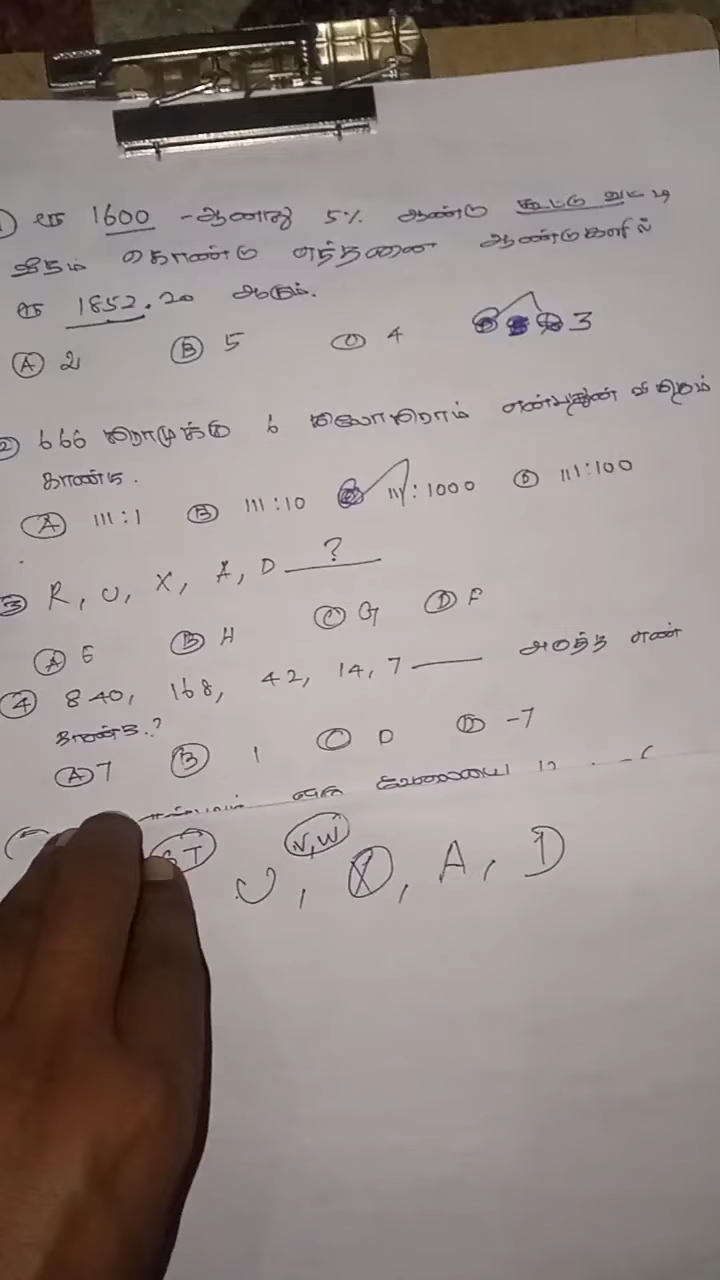 1) ரூ 1600 -ஆனது 5% ஆண்டு கூட்டு வட்டி
வீதம் கொண்டு எத்தனை ஆண்டுகளில்
ரூ 1852.20 ஆகும்.
A 2 B 5 C 4 3
2) 666 கிராமுக்கு 6 கிலோகிராம் என்பதன் விகிதம்
காண்க.
A 111:1 B 111:10 111:1000 D 111:100
3 R, U, X, A, D ?
A E B H C G D F
4 840, 168, 42, 14, 7 அடுத்த எண்
காண்க.?
A 7 B 1 C 0 D -7
ST V,W
U, X, A, D